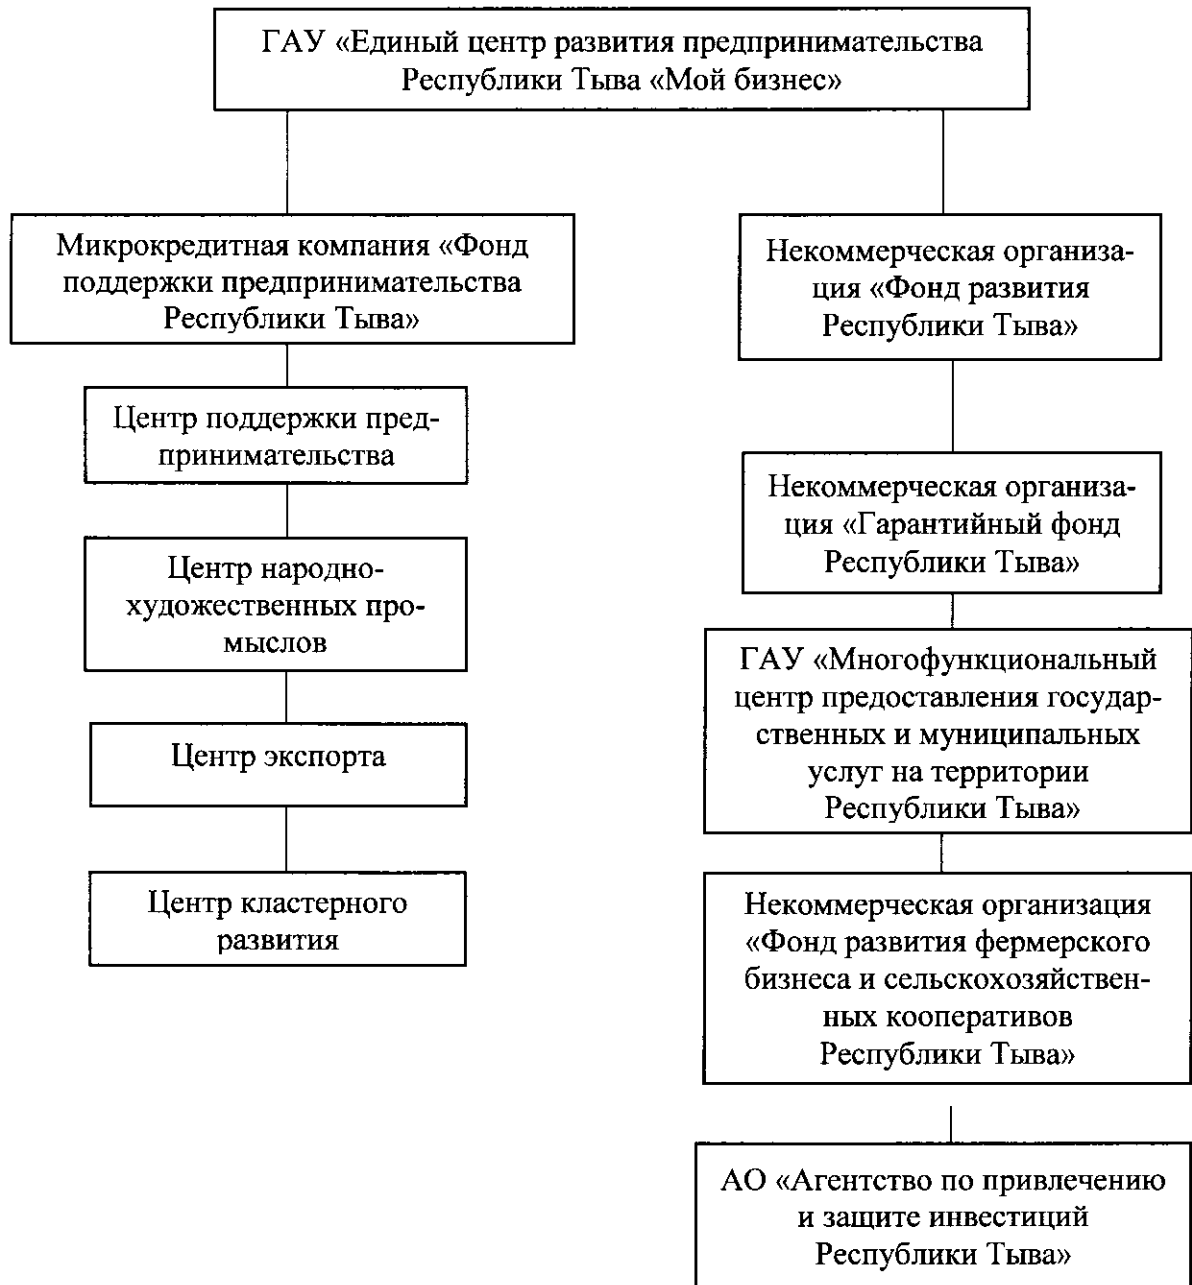 ГАУ «Единый центр развития предпринимательства
Республики Тыва «Мой бизнес»
Микрокредитная компания «Фонд
поддержки предпринимательства
Республики Тыва»
Центр поддержки пред-
принимательства
Центр народно-
художественных про-
мыслов
Центр экспорта
Центр кластерного
развития
Некоммерческая организа-
ция «Фонд развития
Республики Тыва»
Некоммерческая организа-
ция «Гарантийный фонд
Республики Тыва»
ГАУ «Многофункциональный
центр предоставления государ-
ственных и муниципальных
услуг на территории
Республики Тыва»
Некоммерческая организация
«Фонд развития фермерского
бизнеса и сельскохозяйствен-
ных кооперативов
Республики Тыва»
АО «Агентство по привлечению
и защите инвестиций
Республики Тыва»